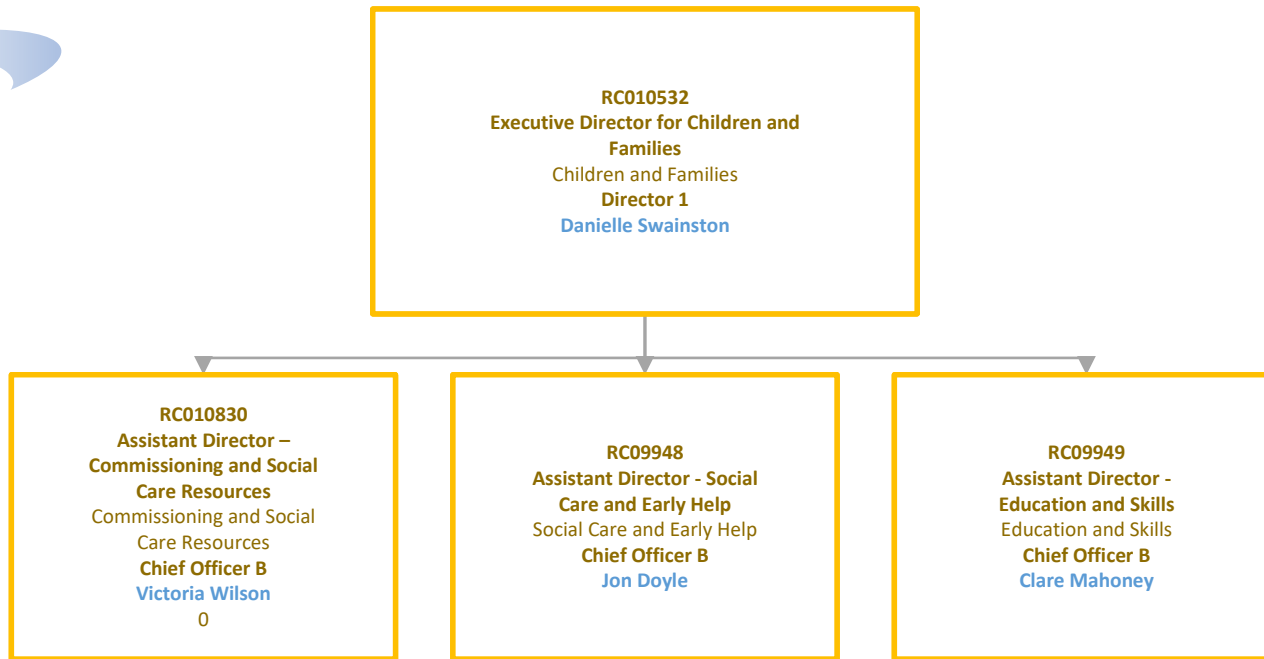 RC010532
Executive Director for Children and
Families
Children and Families
Director 1
Danielle Swainston
RC010830
Assistant Director –
Commissioning and Social
Care Resources
Commissioning and Social
Care Resources
Chief Officer B
Victoria Wilson
0
RC09948
Assistant Director - Social
Care and Early Help
Social Care and Early Help
Chief Officer B
Jon Doyle
RC09949
Assistant Director -
Education and Skills
Education and Skills
Chief Officer B
Clare Mahoney